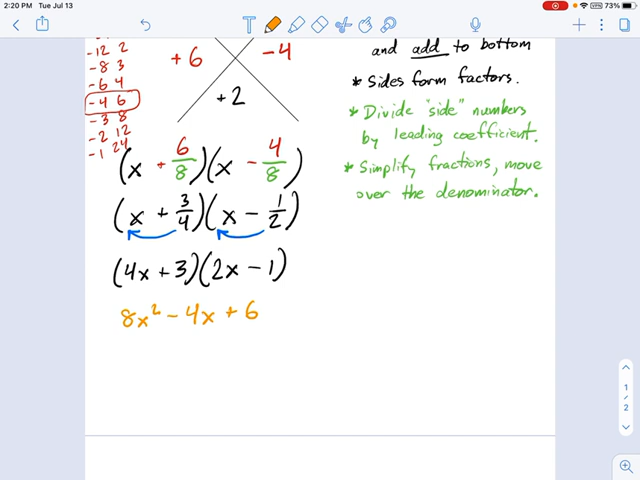 2:20 PM Tue Jul 13
73%
-12 2
-8 3
-6 4
-4 6
-3 8
-2 12
-1 24
+6
-4
+2
and add to bottom
* Sides form factors.
* Divide "side" numbers
by leading coefficient.
* Simplify fractions, move
over the denominator.
(x + 6/8)(x - 4/8)
(x + 3/4)(x - 1/2)
(4x + 3)(2x - 1)
8x² - 4x + 6
1
/
2